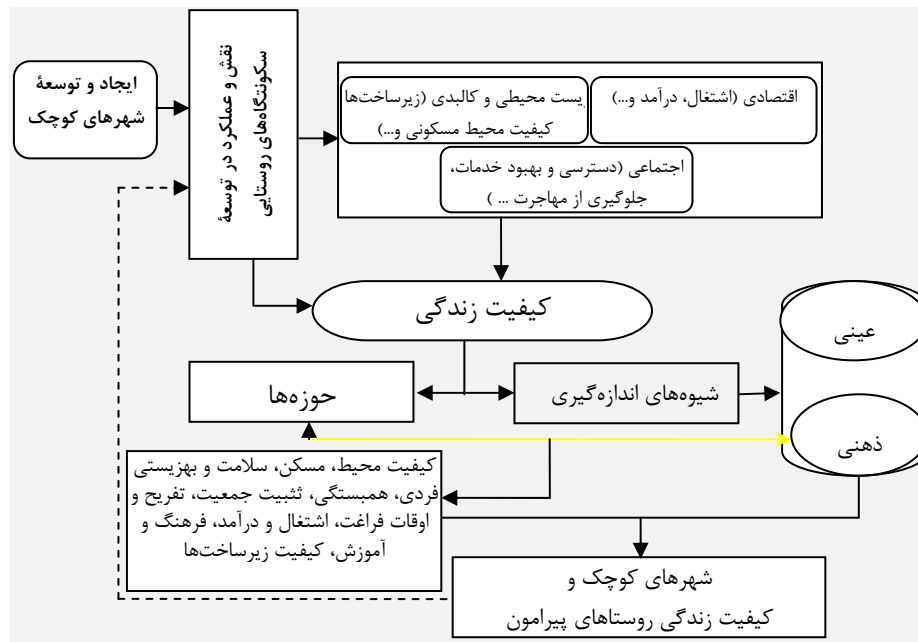 ایجاد و توسعهٔ
شهرهای کوچک
نقش و عملکرد در توسعهٔ
سکونتگاه‌های روستایی
اقتصادی (اشتغال، درآمد و...)
یست محیطی و کالبدی (زیرساخت‌ها
کیفیت محیط مسکونی و...)
اجتماعی (دسترسی و بهبود خدمات،
جلوگیری از مهاجرت ... )
کیفیت زندگی
عینی
ذهنی
شیوه‌های اندازه‌گیری
حوزه‌ها
کیفیت محیط، مسکن، سلامت و بهزیستی
فردی، همبستگی، تثبیت جمعیت، تفریح و
اوقات فراغت، اشتغال و درآمد، فرهنگ و
آموزش، کیفیت زیرساخت‌ها
شهرهای کوچک و
کیفیت زندگی روستاهای پیرامون